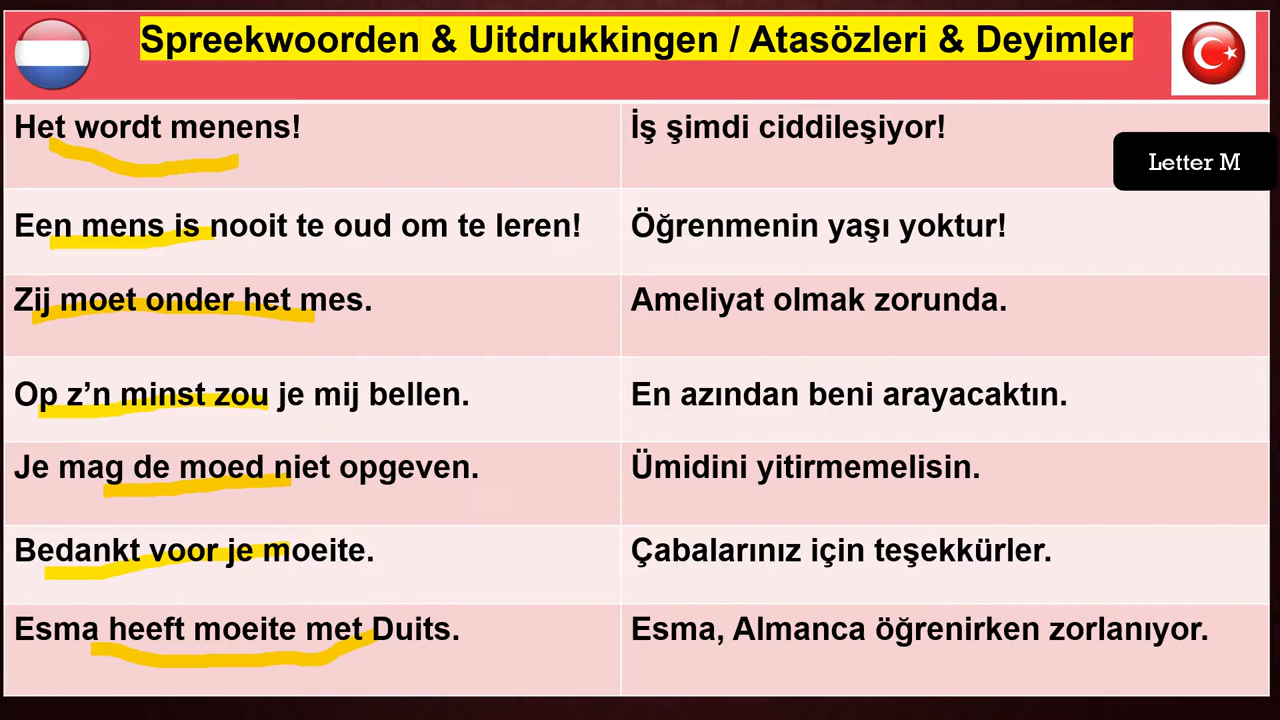 Spreekwoorden & Uitdrukkingen / Atasözleri & Deyimler
Het wordt menens!
İş şimdi ciddileşiyor!
Letter M
Een mens is nooit te oud om te leren!
Öğrenmenin yaşı yoktur!
Zij moet onder het mes.
Ameliyat olmak zorunda.
Op z’n minst zou je mij bellen.
En azından beni arayacaktın.
Je mag de moed niet opgeven.
Ümidini yitirmemelisin.
Bedankt voor je moeite.
Çabalarınız için teşekkürler.
Esma heeft moeite met Duits.
Esma, Almanca öğrenirken zorlanıyor.